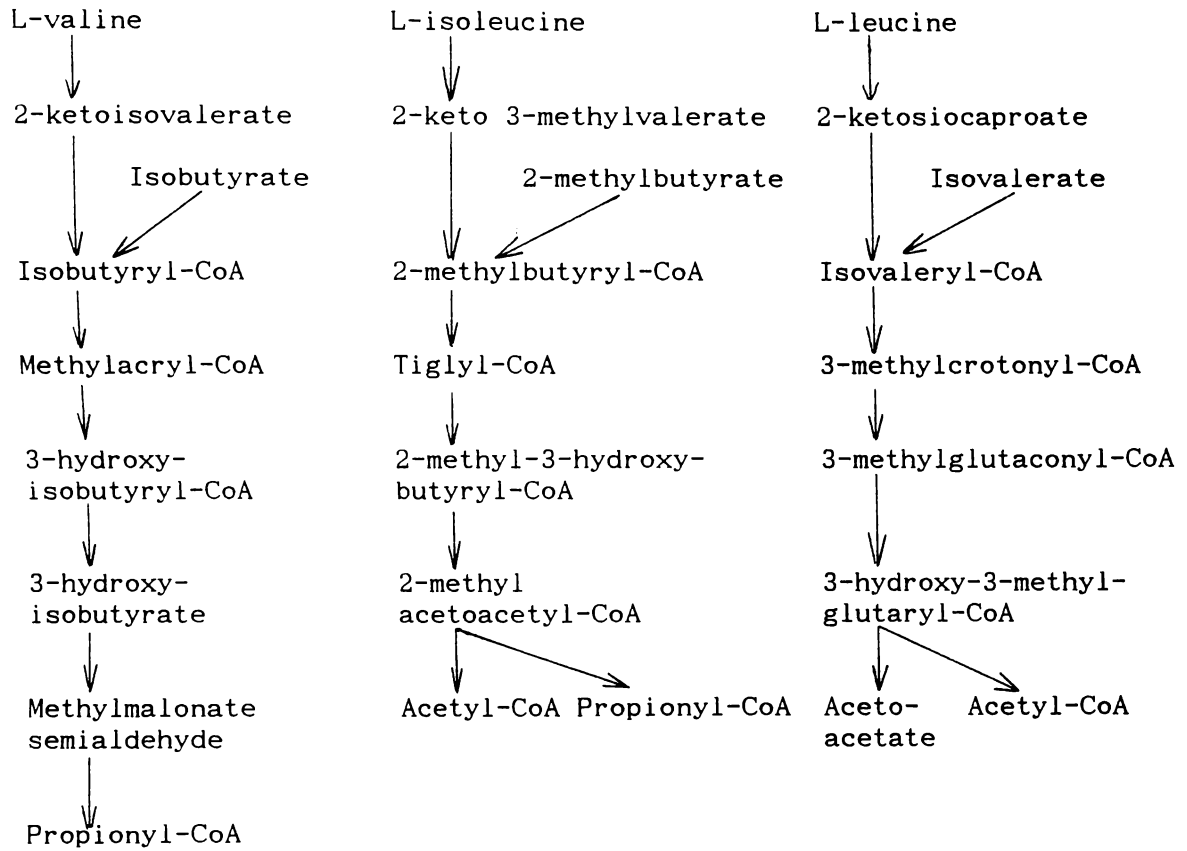 L-valine
2-ketoisovalerate
Isobutyrate
Isobutyryl-CoA
Methylacryl-CoA
3-hydroxy-
isobutyryl-CoA
3-hydroxy-
isobutyrate
Methylmalonate
semialdehyde
Propionyl-CoA
L-isoleucine
2-keto 3-methylvalerate
2-methylbutyrate
2-methylbutyryl-CoA
Tiglyl-CoA
2-methyl-3-hydroxy-
butyryl-CoA
2-methyl
acetoacetyl-CoA
Acetyl-CoA Propionyl-CoA
L-leucine
2-ketosiocaproate
Isovalerate
Isovaleryl-CoA
3-methylcrotonyl-CoA
3-methylglutaconyl-CoA
3-hydroxy-3-methyl-
glutaryl-CoA
Aceto-
acetate
Acetyl-CoA